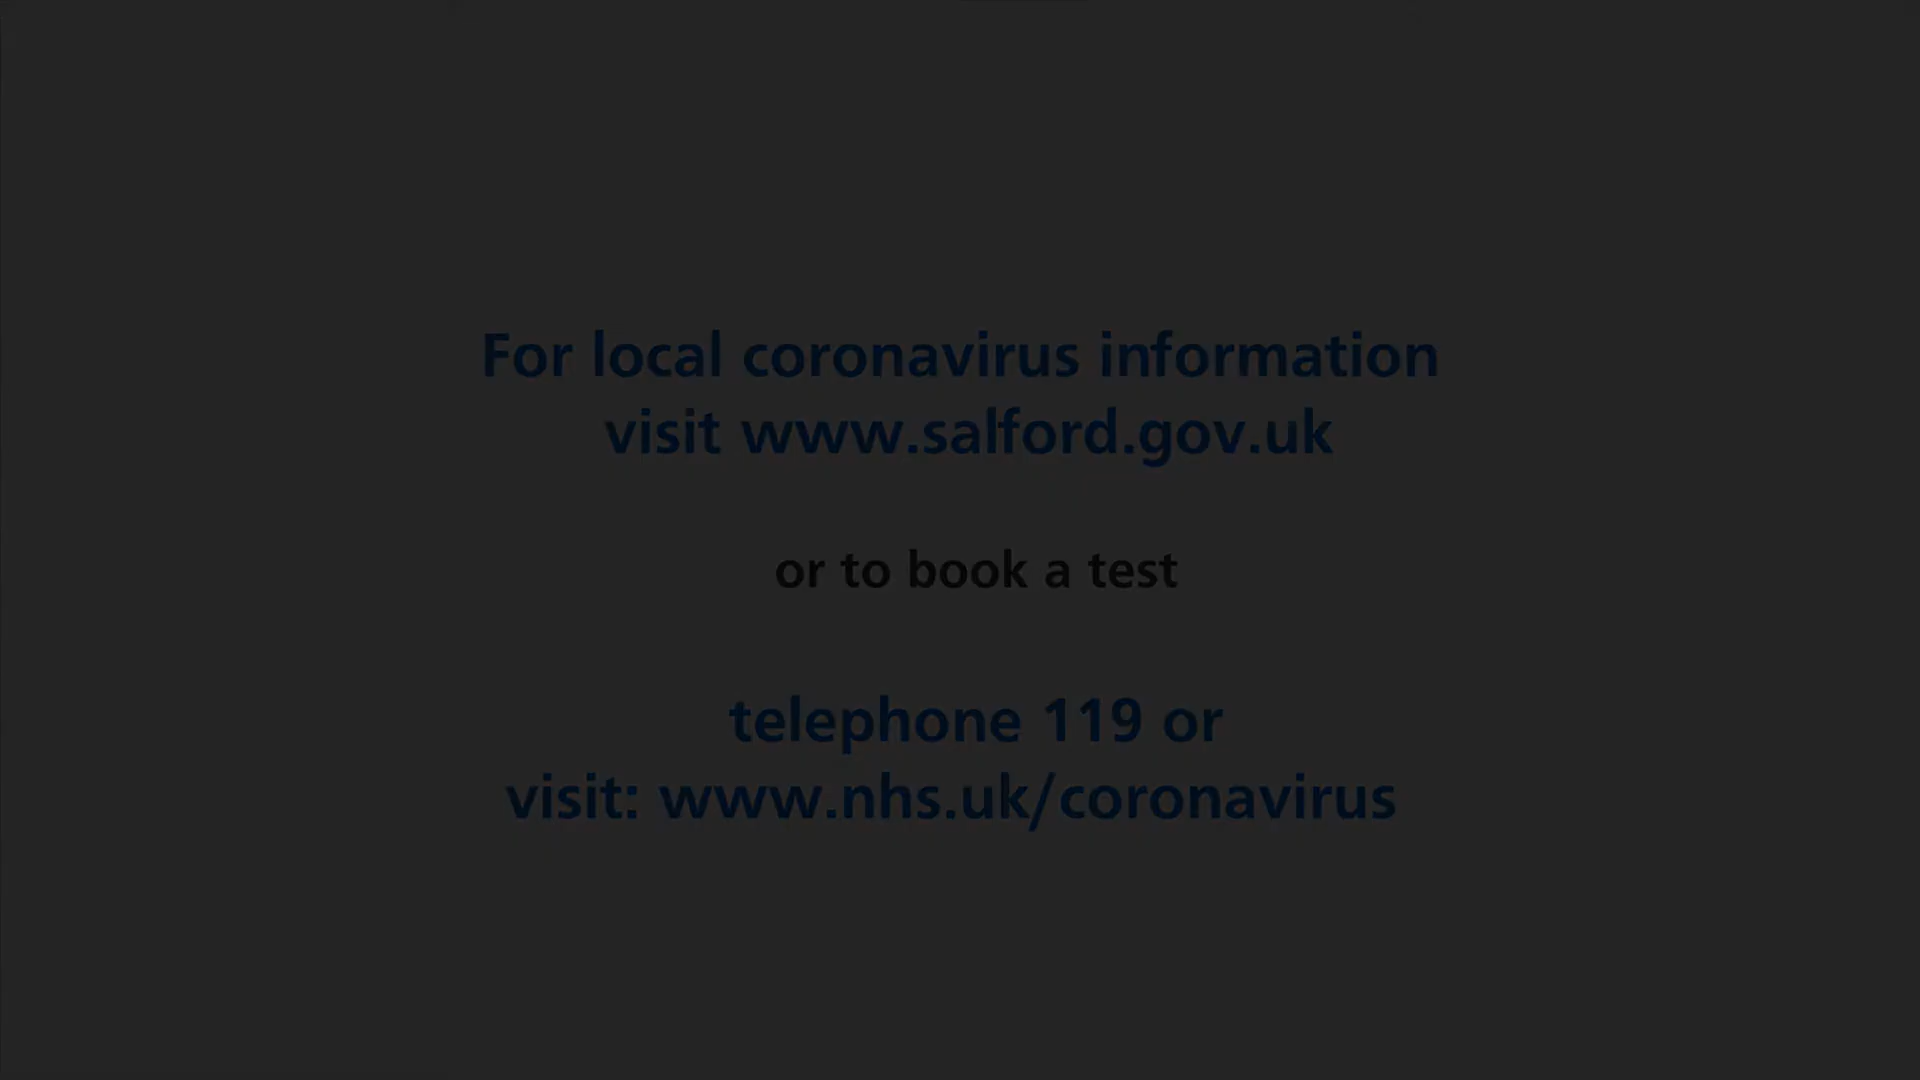 For local coronavirus information
visit www.salford.gov.uk
or to book a test
telephone 119 or
visit: www.nhs.uk/coronavirus